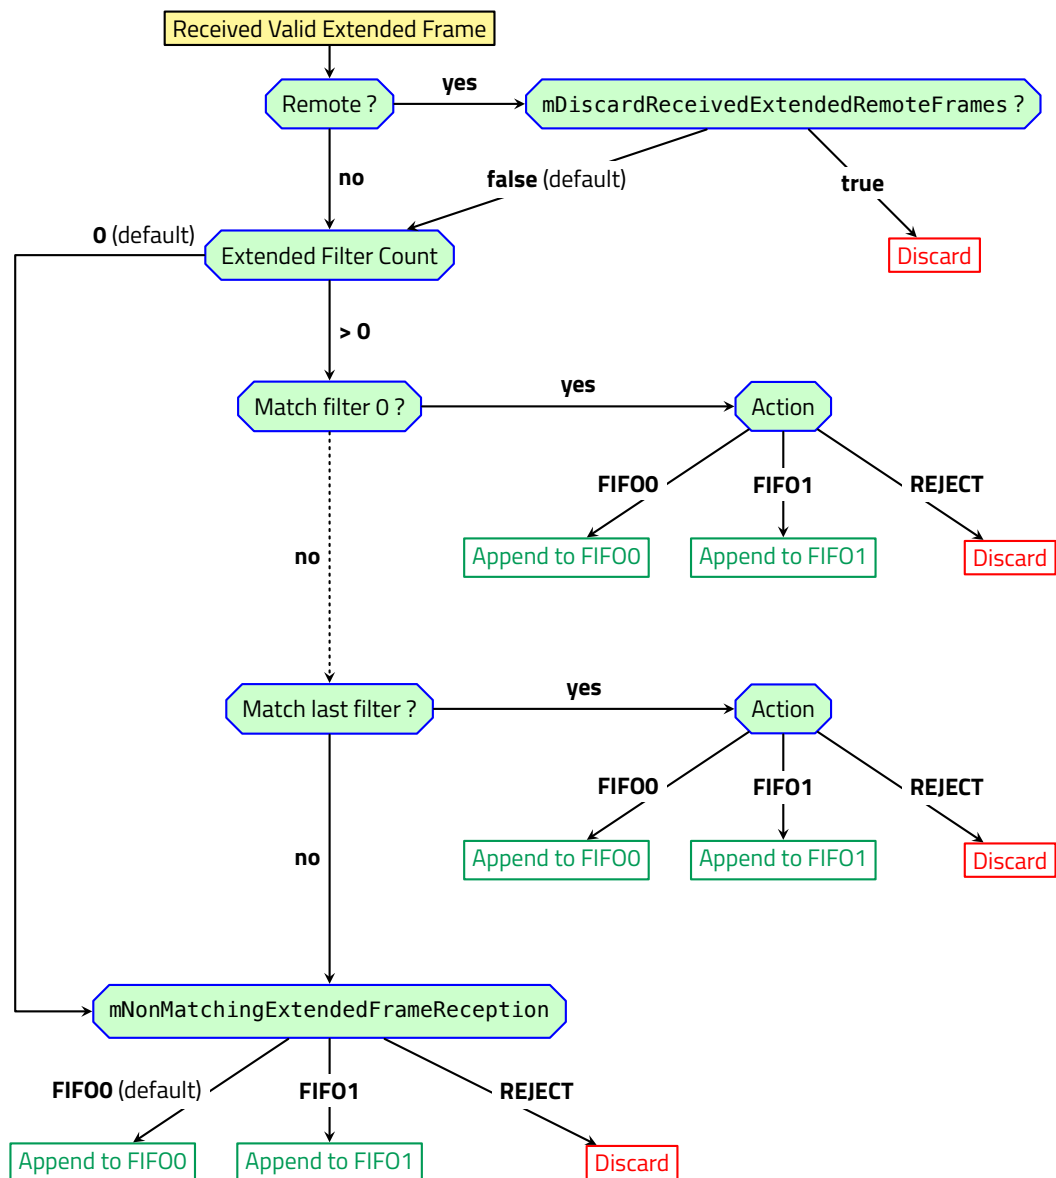 Received Valid Extended Frame
Remote ?
yes
mDiscardReceivedExtendedRemoteFrames ?
no
false (default)
true
0 (default)
Extended Filter Count
Discard
> 0
Match filter 0 ?
yes
Action
FIFO0
FIFO1
REJECT
no
Append to FIFO0
Append to FIFO1
Discard
Match last filter ?
yes
Action
FIFO0
FIFO1
REJECT
no
Append to FIFO0
Append to FIFO1
Discard
mNonMatchingExtendedFrameReception
FIFO0 (default)
FIFO1
REJECT
Append to FIFO0
Append to FIFO1
Discard